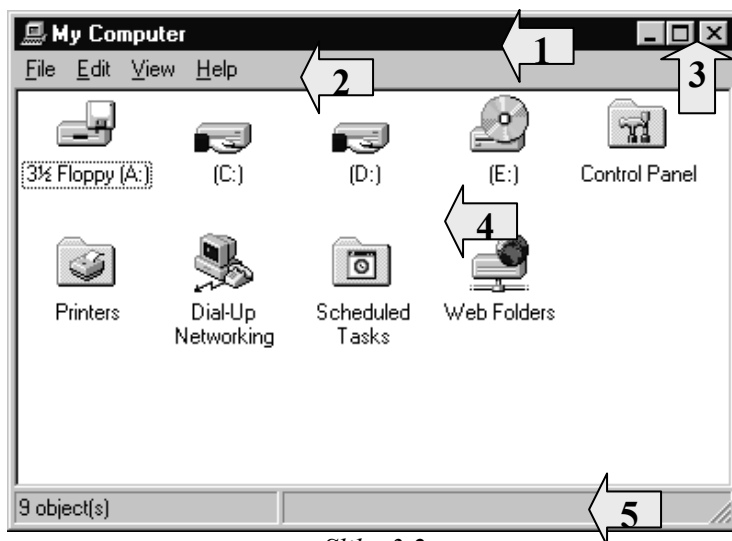 My Computer
1
File Edit View Help
2
3
3½ Floppy (A:) (C:) (D:) (E:) Control Panel
4
Printers Dial-Up Networking Scheduled Tasks Web Folders
9 object(s)
5